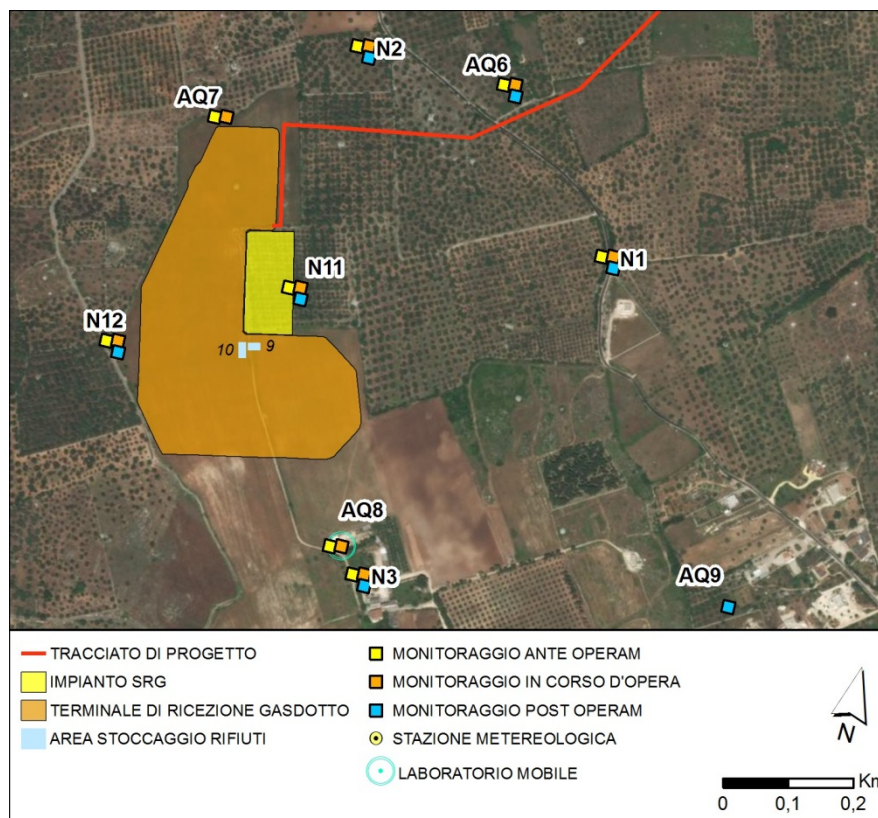 N2
AQ6
AQ7
N1
N11
N12
10 9
AQ8
N3
AQ9
TRACCIATO DI PROGETTO
IMPIANTO SRG
TERMINALE DI RICEZIONE GASDOTTO
AREA STOCCAGGIO RIFIUTI
MONITORAGGIO ANTE OPERAM
MONITORAGGIO IN CORSO D'OPERA
MONITORAGGIO POST OPERAM
STAZIONE METEREOLOGICA
LABORATORIO MOBILE
N
Km
0 0,1 0,2